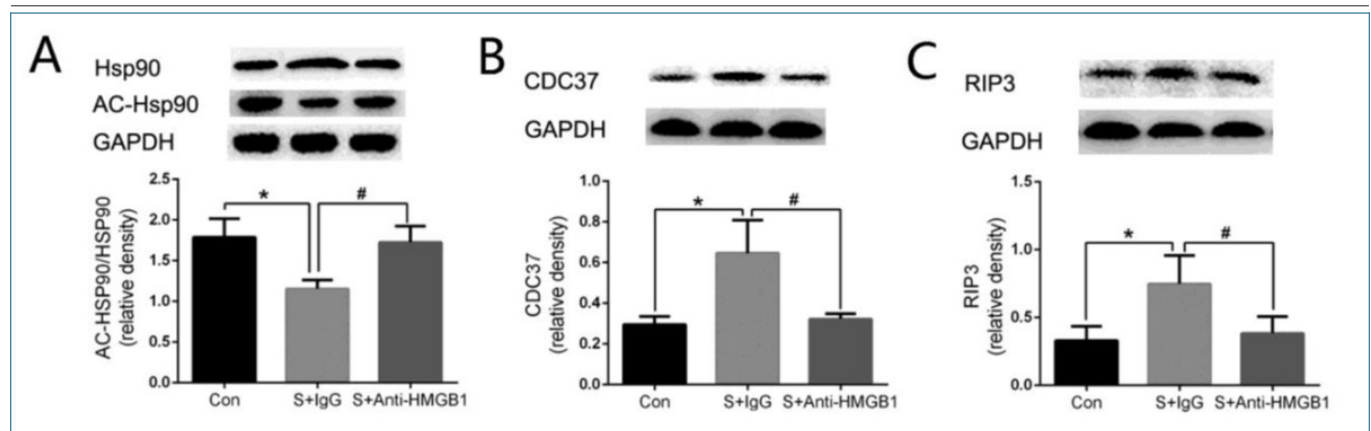 A
Hsp90
AC-Hsp90
GAPDH
AC-HSP90/HSP90
(relative density)
2.5
2.0
1.5
1.0
0.5
0.0
*
#
Con
S+IgG
S+Anti-HMGB1
B
CDC37
GAPDH
CDC37
(relative density)
1.0
0.8
0.6
0.4
0.2
0.0
*
#
Con
S+IgG
S+Anti-HMGB1
C
RIP3
GAPDH
RIP3
(relative density)
1.5
1.0
0.5
0.0
*
#
Con
S+IgG
S+Anti-HMGB1